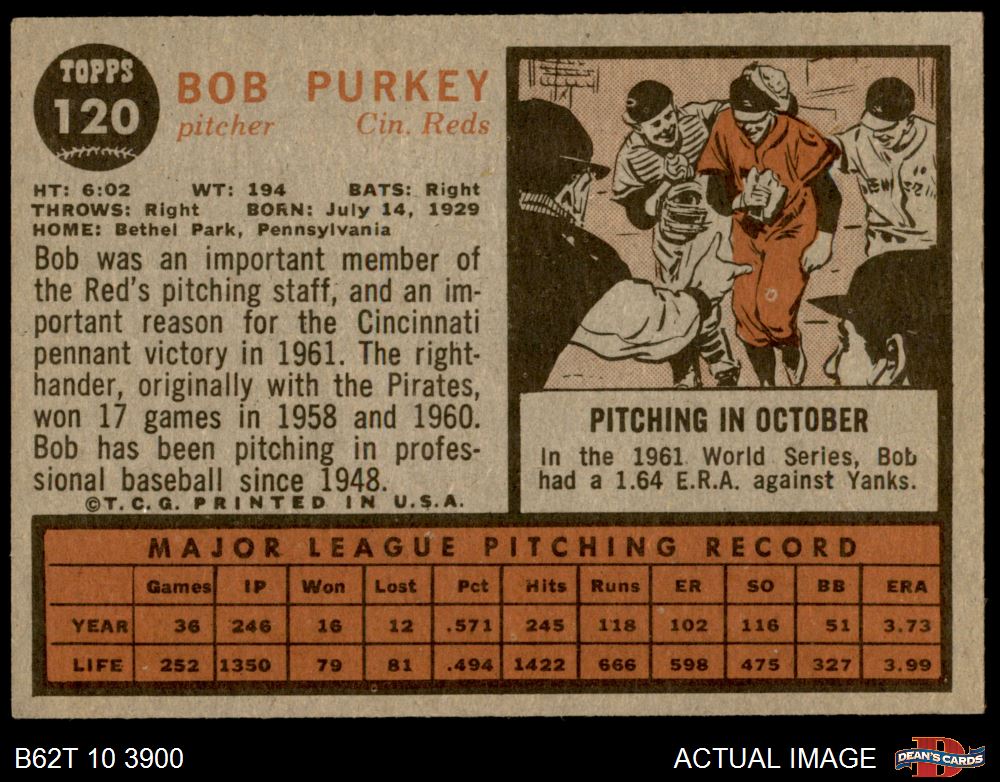 TOPPS
120
BOB PURKEY
pitcher Cin. Reds
HT: 6:02 WT: 194 BATS: Right
THROWS: Right BORN: July 14, 1929
HOME: Bethel Park, Pennsylvania
Bob was an important member of
the Red's pitching staff, and an im-
portant reason for the Cincinnati
pennant victory in 1961. The right-
hander, originally with the Pirates,
won 17 games in 1958 and 1960.
Bob has been pitching in profes-
sional baseball since 1948.
©T.C.G. PRINTED IN U.S.A.
PITCHING IN OCTOBER
In the 1961 World Series, Bob
had a 1.64 E.R.A. against Yanks.
MAJOR LEAGUE PITCHING RECORD
Games IP Won Lost Pct Hits Runs ER SO BB ERA
YEAR 36 246 16 12 .571 245 118 102 116 51 3.73
LIFE 252 1350 79 81 .494 1422 666 598 475 327 3.99
B62T 10 3900 ACTUAL IMAGE
DEAN'S CARDS